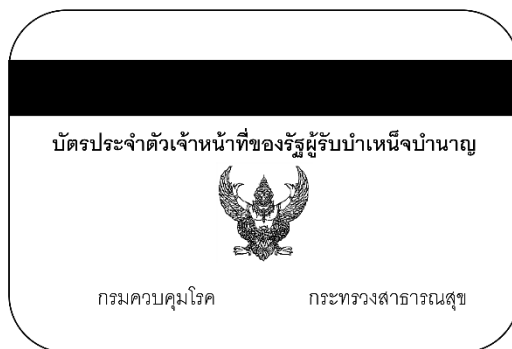 บัตรประจำตัวเจ้าหน้าที่ของรัฐผู้รับบำเหน็จบำนาญ
กรมควบคุมโรค กระทรวงสาธารณสุข